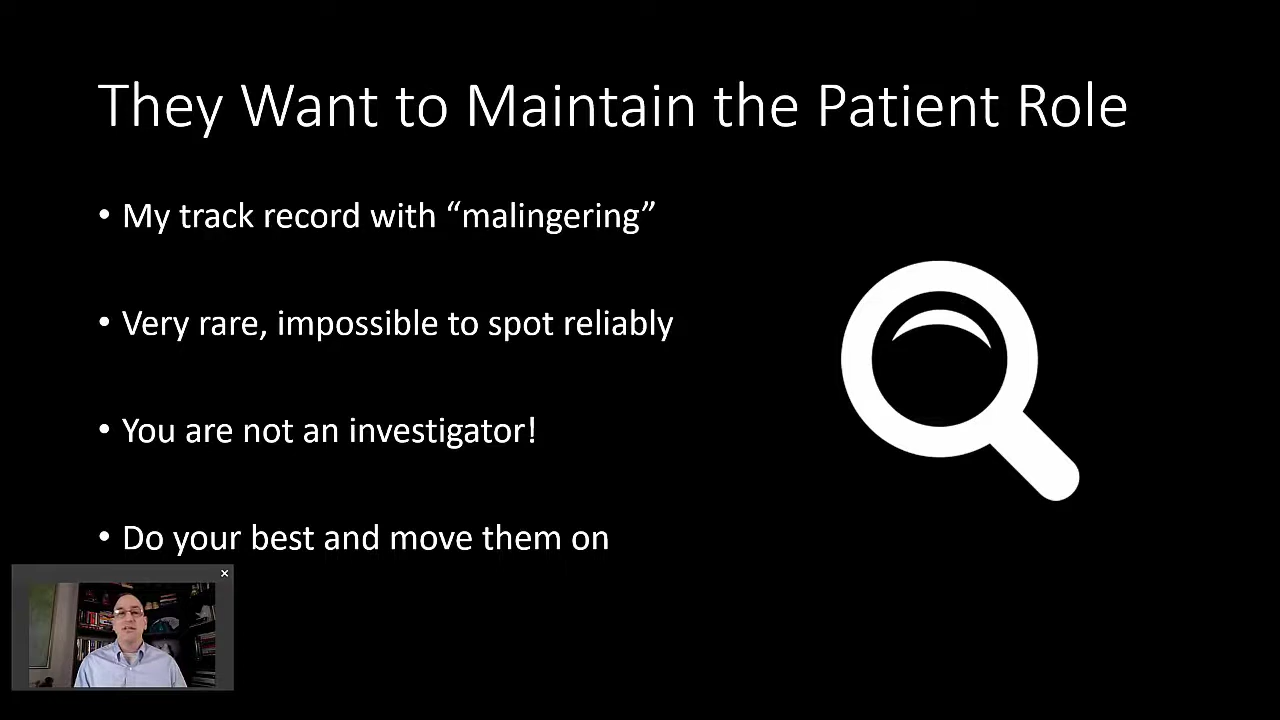 They Want to Maintain the Patient Role
• My track record with “malingering”
• Very rare, impossible to spot reliably
• You are not an investigator!
• Do your best and move them on